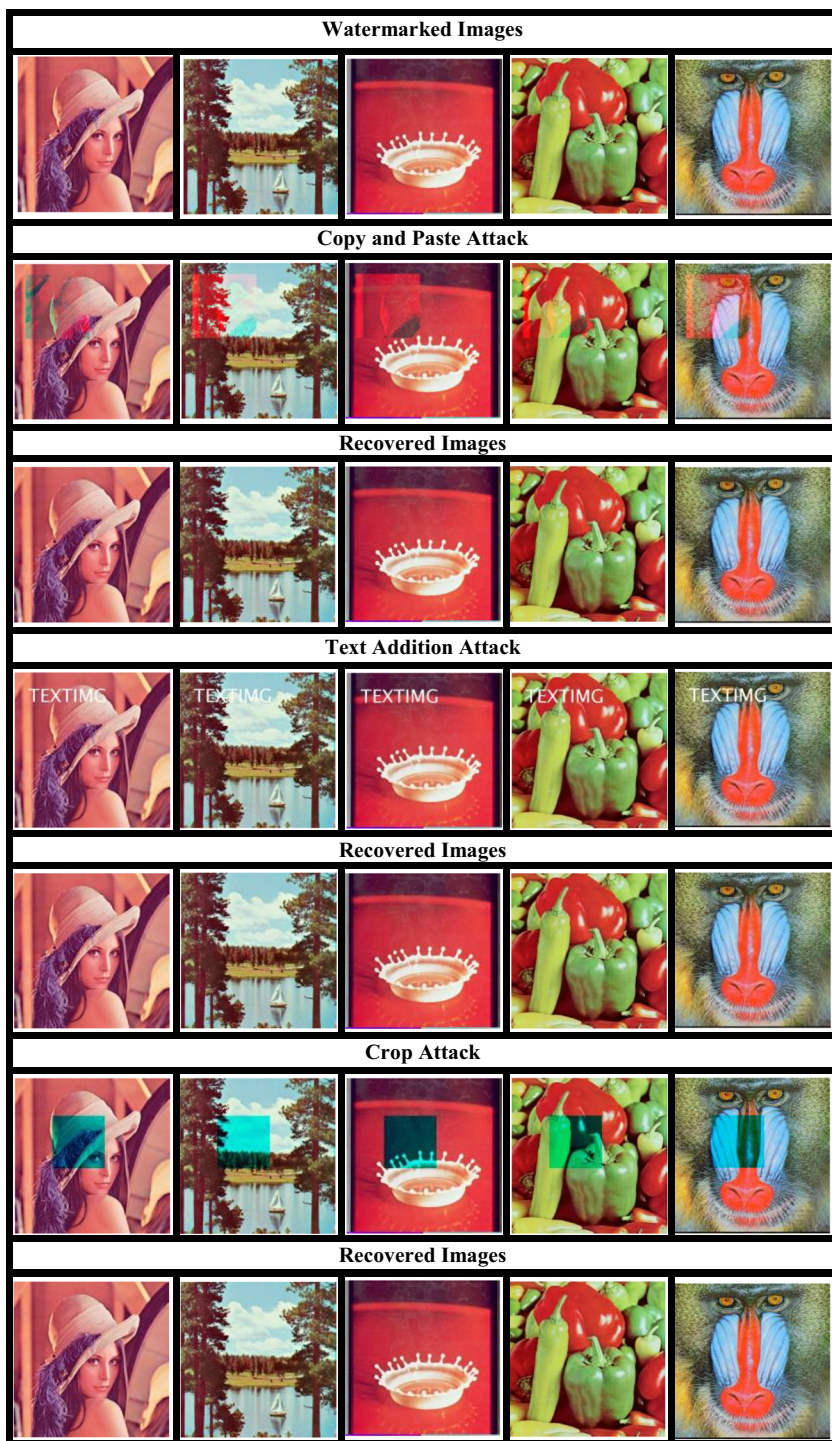 Watermarked Images
Copy and Paste Attack
Recovered Images
Text Addition Attack
TEXTIMG TEXTIMG TEXTIMG TEXTIMG TEXTIMG
Recovered Images
Crop Attack
Recovered Images